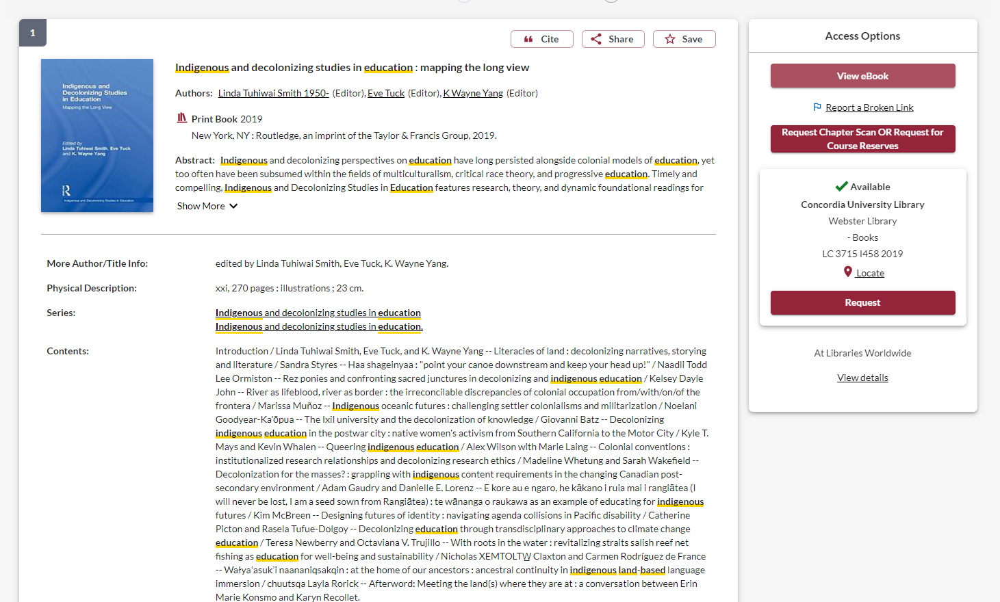 1
Cite
Share
Save
Indigenous and
Decolonizing Studies
in Education
Mapping the Long View
Edited by
Linda Tuhiwai Smith, Eve Tuck
and K. Wayne Yang
R
Indigenous and Decolonizing Studies in Education
Indigenous and decolonizing studies in education : mapping the long view
Authors: Linda Tuhiwai Smith 1950- (Editor), Eve Tuck (Editor), K Wayne Yang (Editor)
Print Book 2019
New York, NY : Routledge, an imprint of the Taylor & Francis Group, 2019.
Abstract: Indigenous and decolonizing perspectives on education have long persisted alongside colonial models of education, yet
too often have been subsumed within the fields of multiculturalism, critical race theory, and progressive education. Timely and
compelling, Indigenous and Decolonizing Studies in Education features research, theory, and dynamic foundational readings for
Show More
More Author/Title Info: edited by Linda Tuhiwai Smith, Eve Tuck, K. Wayne Yang.
Physical Description: xxi, 270 pages : illustrations ; 23 cm.
Series: Indigenous and decolonizing studies in education
Indigenous and decolonizing studies in education.
Contents: Introduction / Linda Tuhiwai Smith, Eve Tuck, and K. Wayne Yang -- Literacies of land : decolonizing narratives, storying
and literature / Sandra Styres -- Haa shageinyaa : "point your canoe downstream and keep your head up!" / Naadli Todd
Lee Ormiston -- Rez ponies and confronting sacred junctures in decolonizing and indigenous education / Kelsey Dayle
John -- River as lifeblood, river as border : the irreconcilable discrepancies of colonial occupation from/with/on/of the
frontera / Marissa Muñoz -- Indigenous oceanic futures : challenging settler colonialisms and militarization / Noelani
Goodyear-Kaʻōpua -- The Ixil university and the decolonization of knowledge / Giovanni Batz -- Decolonizing
indigenous education in the postwar city : native women's activism from Southern California to the Motor City / Kyle T.
Mays and Kevin Whalen -- Queering indigenous education / Alex Wilson with Marie Laing -- Colonial conventions :
institutionalized research relationships and decolonizing research ethics / Madeline Whetung and Sarah Wakefield --
Decolonization for the masses? : grappling with indigenous content requirements in the changing Canadian post-
secondary environment / Adam Gaudry and Danielle E. Lorenz -- E kore au e ngaro, he kākano i ruia mai i rangiātea (I
will never be lost, I am a seed sown from Rangiātea) : te wānanga o raukawa as an example of educating for indigenous
futures / Kim McBreen -- Designing futures of identity : navigating agenda collisions in Pacific disability / Catherine
Picton and Rasela Tufue-Dolgoy -- Decolonizing education through transdisciplinary approaches to climate change
education / Teresa Newberry and Octaviana V. Trujillo -- With roots in the water : revitalizing straits salish reef net
fishing as education for well-being and sustainability / Nicholas XEMTOLTW̲ Claxton and Carmen Rodríguez de France
-- Wałyaʻasukʼi naananiqsakqin : at the home of our ancestors : ancestral continuity in indigenous land-based language
immersion / chuutsqa Layla Rorick -- Afterword: Meeting the land(s) where they are at : a conversation between Erin
Marie Konsmo and Karyn Recollet.
Access Options
View eBook
Report a Broken Link
Request Chapter Scan OR Request for
Course Reserves
Available
Concordia University Library
Webster Library
- Books
LC 3715 I458 2019
Locate
Request
At Libraries Worldwide
View details